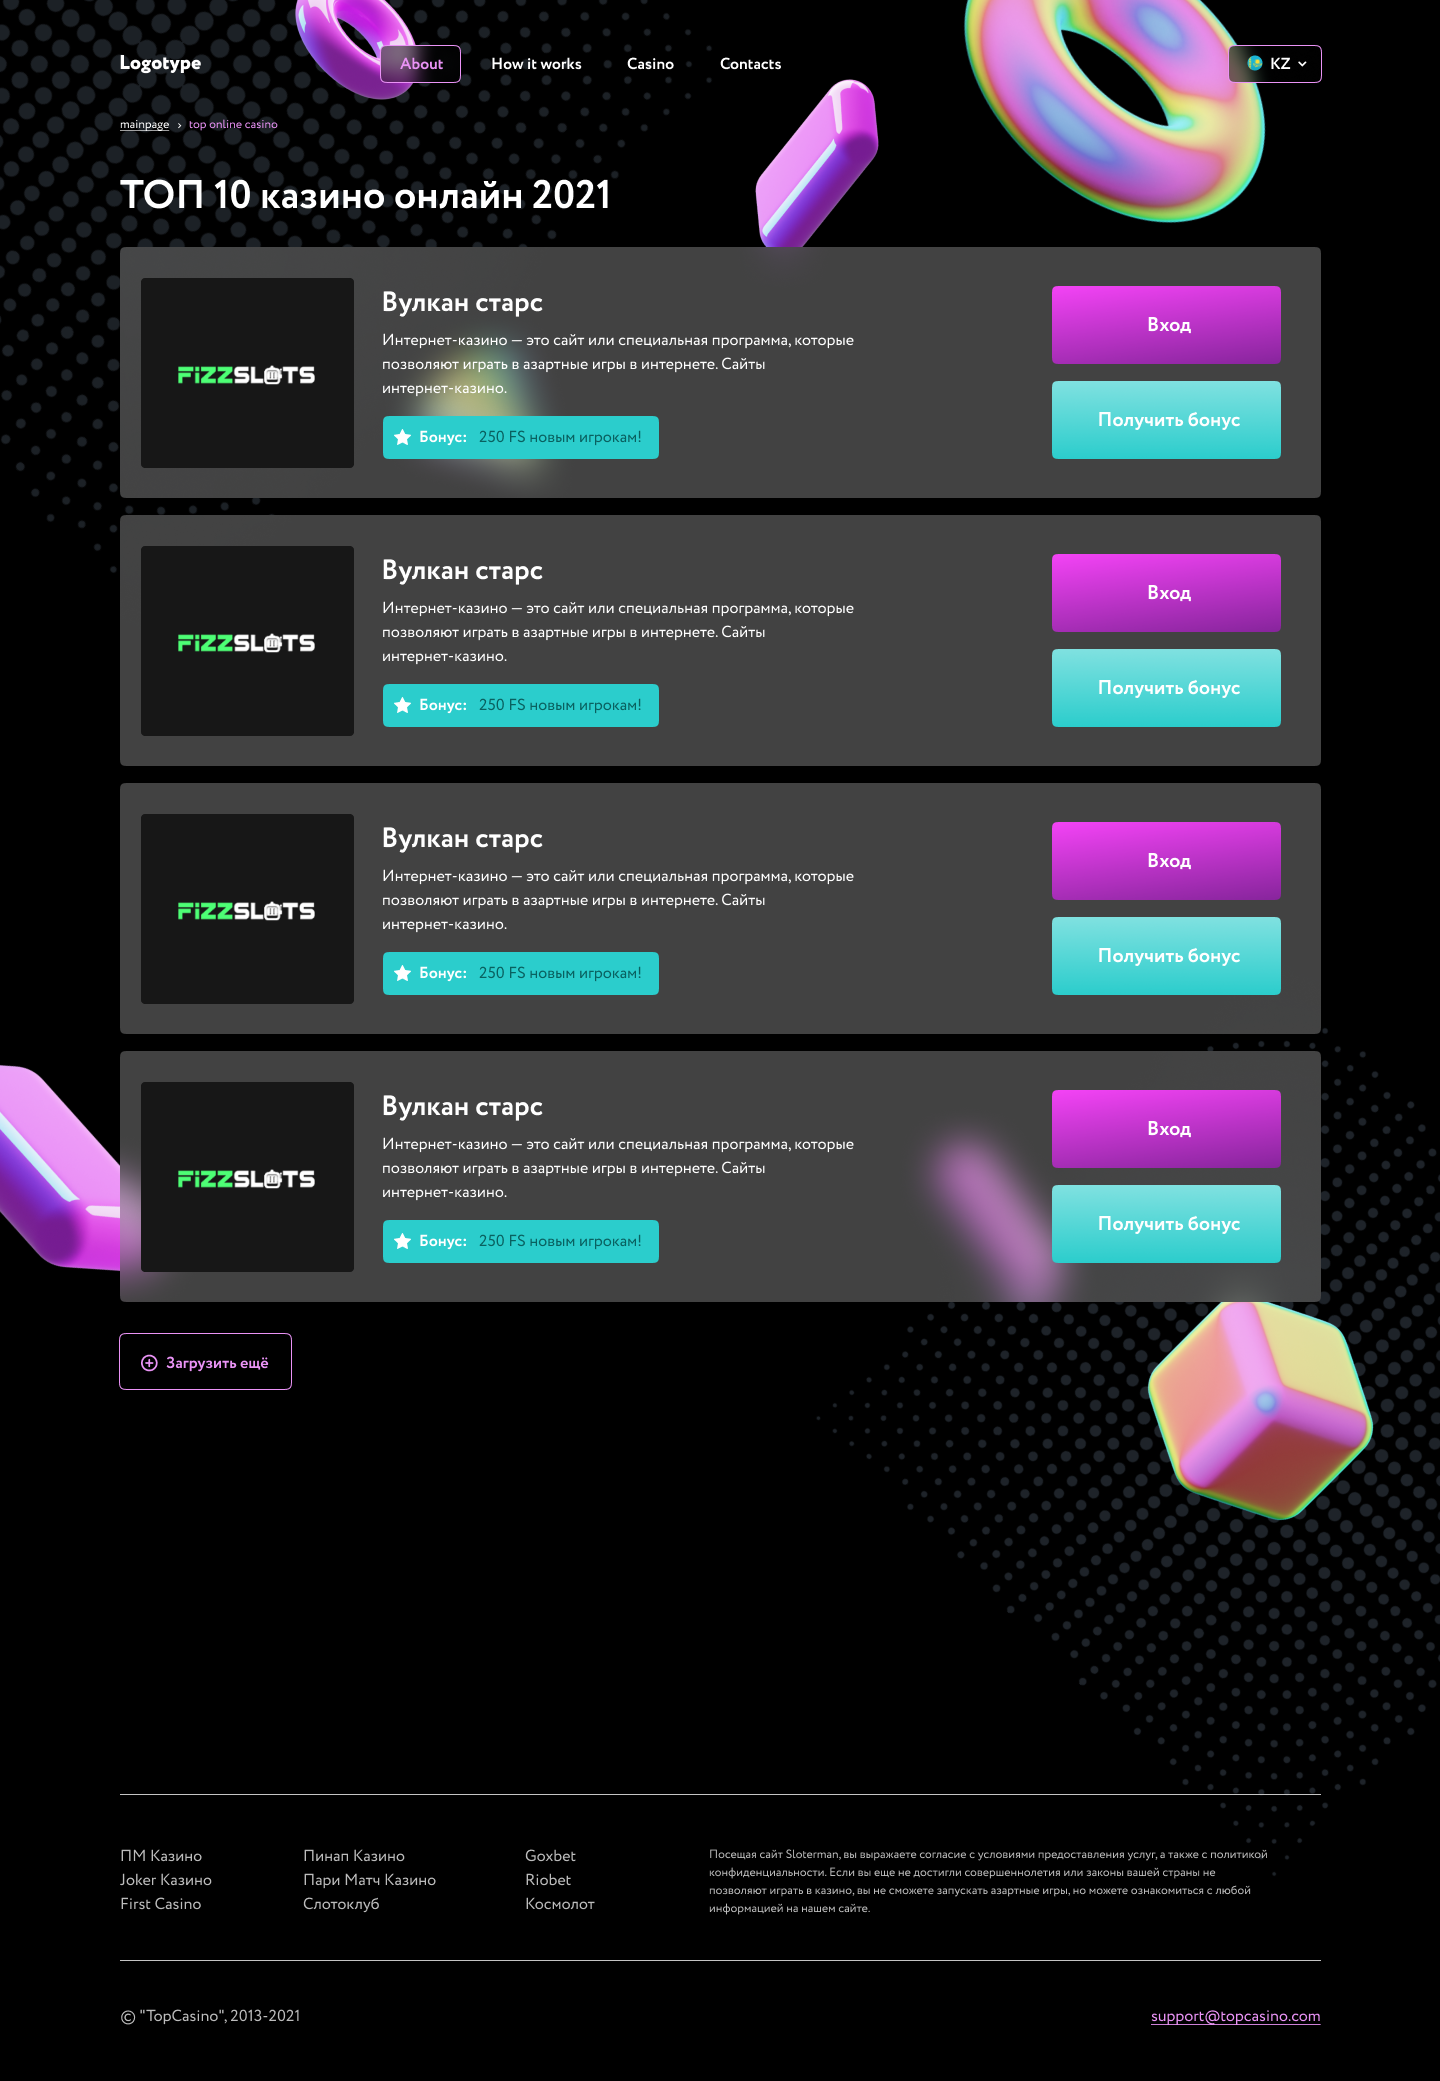 Logotype
About
How it works
Casino
Contacts
KZ
mainpage › top online casino
ТОП 10 казино онлайн 2021
FIZZSLOTS
Вулкан старс
Интернет-казино — это сайт или специальная программа, которые
позволяют играть в азартные игры в интернете. Сайты
интернет-казино.
Бонус: 250 FS новым игрокам!
Вход
Получить бонус
FIZZSLOTS
Вулкан старс
Интернет-казино — это сайт или специальная программа, которые
позволяют играть в азартные игры в интернете. Сайты
интернет-казино.
Бонус: 250 FS новым игрокам!
Вход
Получить бонус
FIZZSLOTS
Вулкан старс
Интернет-казино — это сайт или специальная программа, которые
позволяют играть в азартные игры в интернете. Сайты
интернет-казино.
Бонус: 250 FS новым игрокам!
Вход
Получить бонус
FIZZSLOTS
Вулкан старс
Интернет-казино — это сайт или специальная программа, которые
позволяют играть в азартные игры в интернете. Сайты
интернет-казино.
Бонус: 250 FS новым игрокам!
Вход
Получить бонус
Загрузить ещё
ПМ Казино
Joker Казино
First Casino
Пинап Казино
Пари Матч Казино
Слотоклуб
Goxbet
Riobet
Космолот
Посещая сайт Sloterman, вы выражаете согласие с условиями предоставления услуг, а также с политикой
конфиденциальности. Если вы еще не достигли совершеннолетия или законы вашей страны не
позволяют играть в казино, вы не сможете запускать азартные игры, но можете ознакомиться с любой
информацией на нашем сайте.
© "TopCasino", 2013-2021
support@topcasino.com